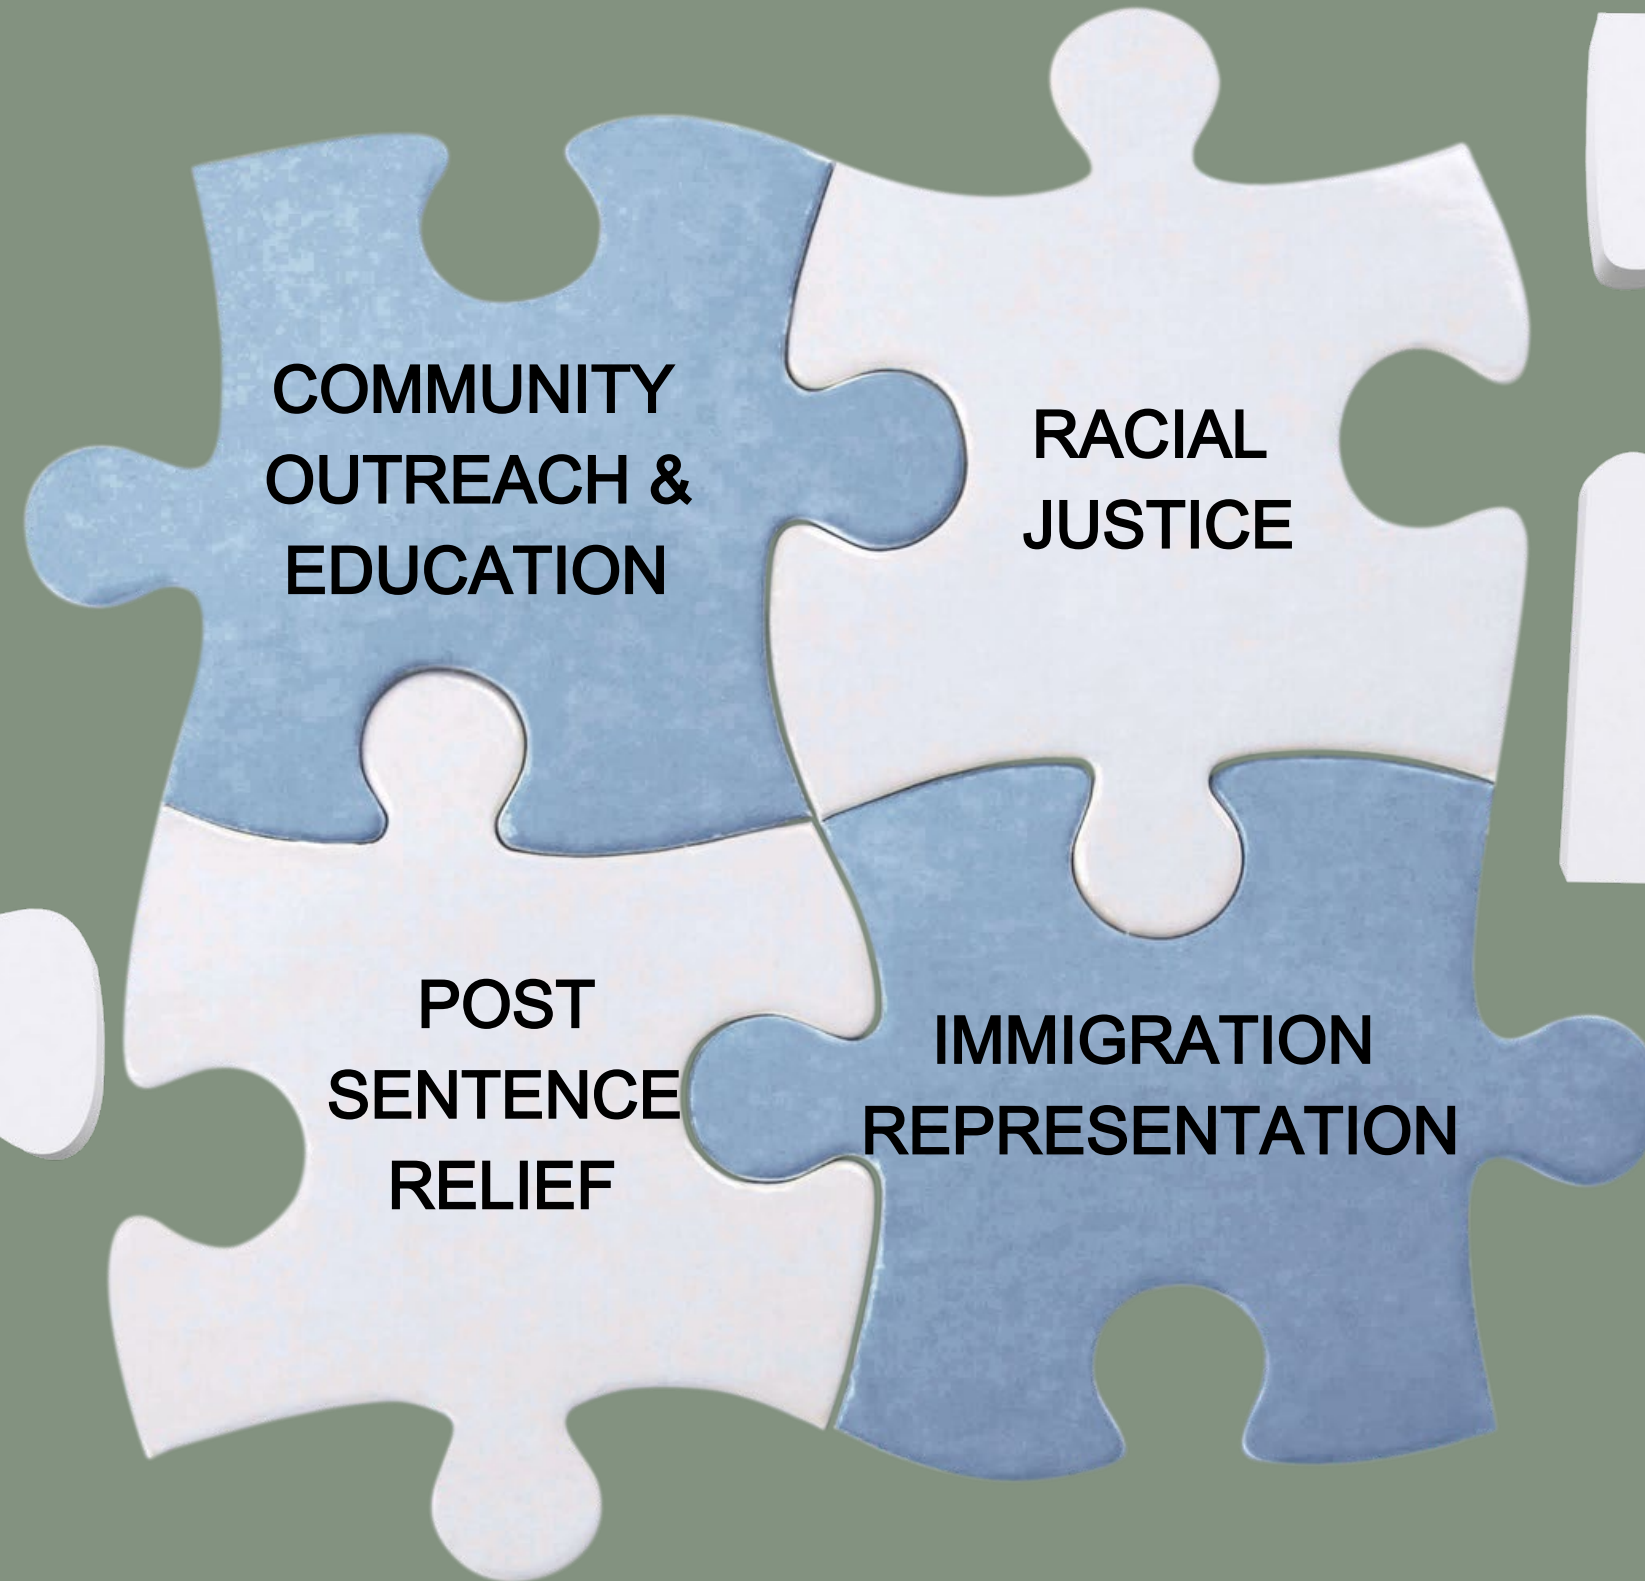 COMMUNITY
OUTREACH &
EDUCATION
RACIAL
JUSTICE
POST
SENTENCE
RELIEF
IMMIGRATION
REPRESENTATION